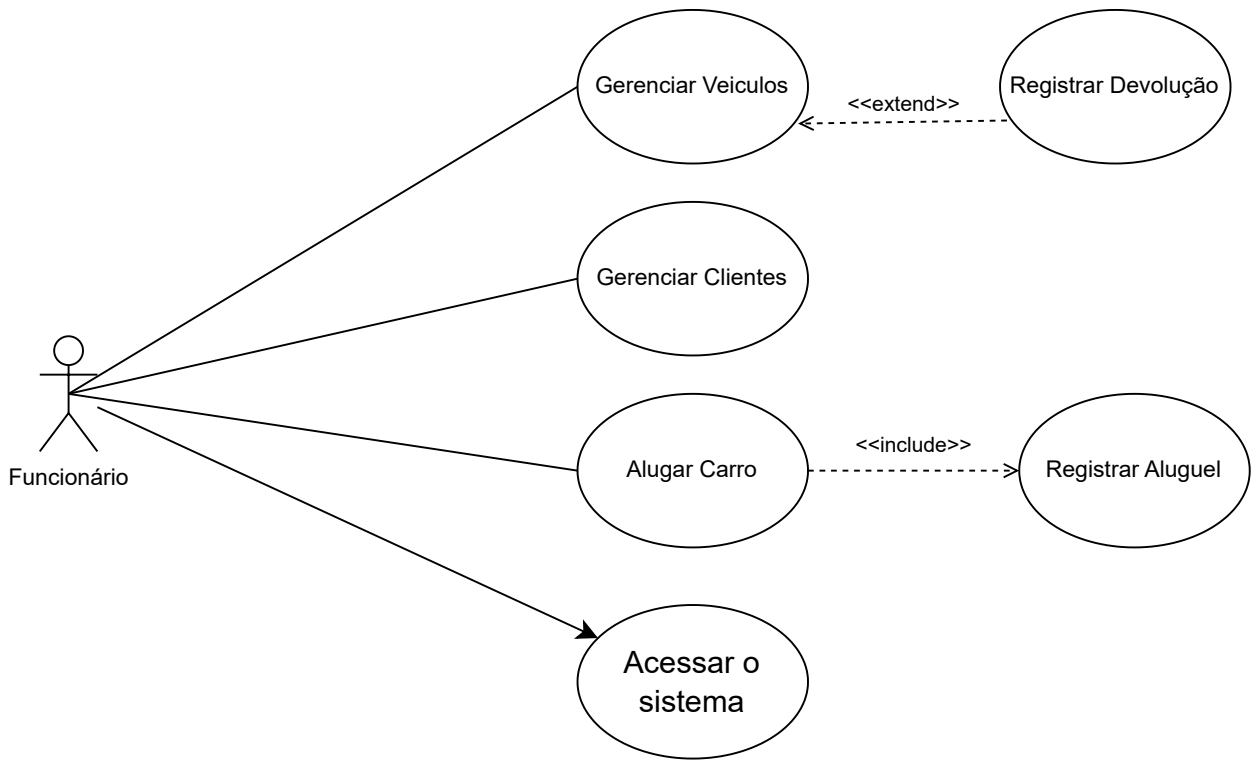 Gerenciar Veiculos
<<extend>>
Registrar Devolução
Gerenciar Clientes
Funcionário
Alugar Carro
<<include>>
Registrar Aluguel
Acessar o
sistema